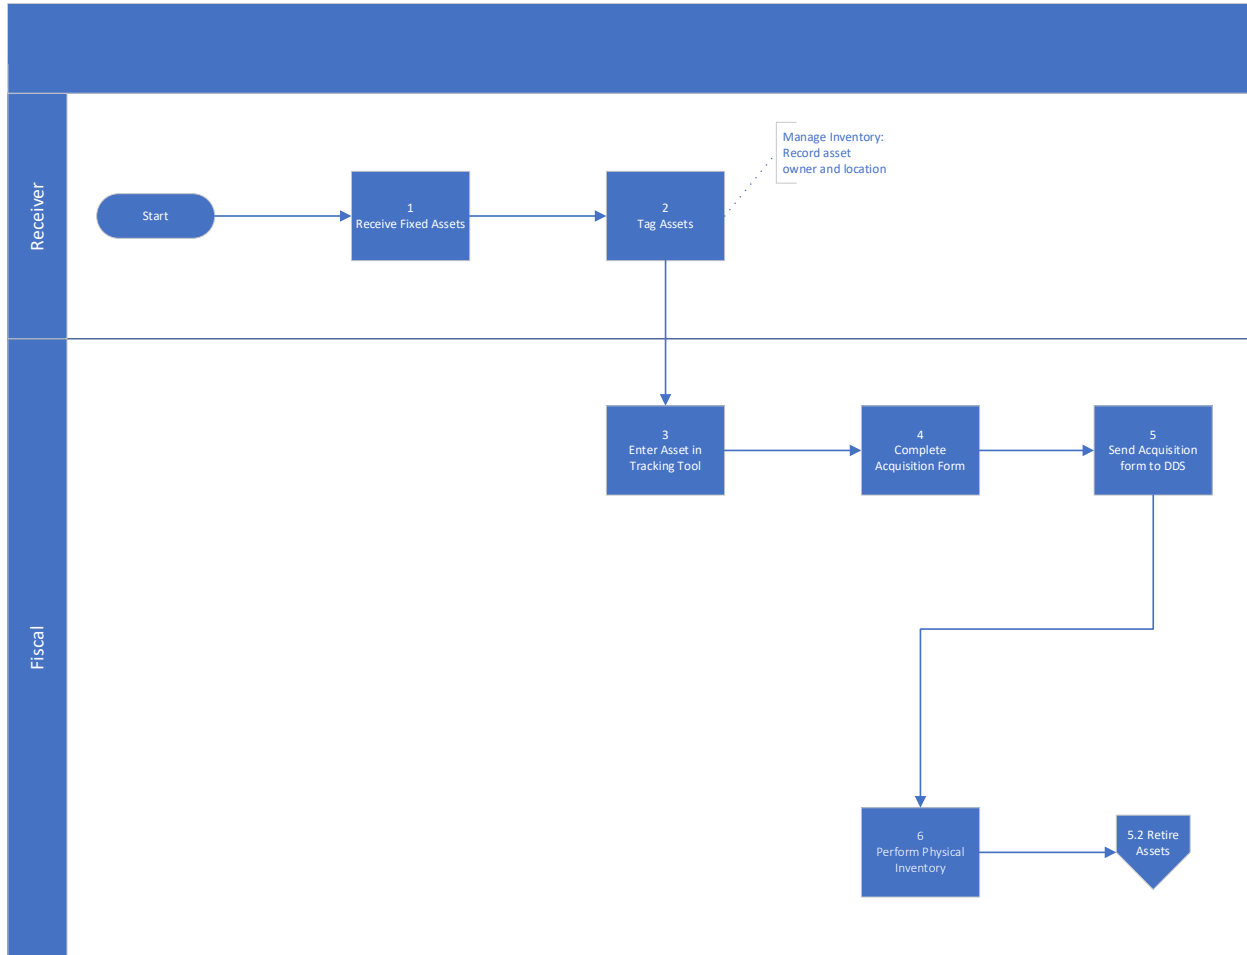 Receiver
Start
1
Receive Fixed Assets
2
Tag Assets
Manage Inventory:
Record asset
owner and location
Fiscal
3
Enter Asset in
Tracking Tool
4
Complete
Acquisition Form
5
Send Acquisition
form to DDS
6
Perform Physical
Inventory
5.2 Retire
Assets